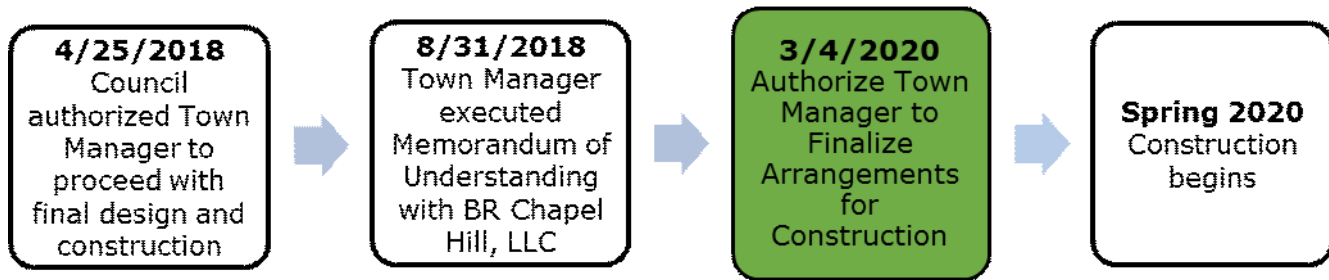 4/25/2018
Council
authorized Town
Manager to
proceed with
final design and
construction
8/31/2018
Town Manager
executed
Memorandum of
Understanding
with BR Chapel
Hill, LLC
3/4/2020
Authorize Town
Manager to
Finalize
Arrangements
for
Construction
Spring 2020
Construction
begins